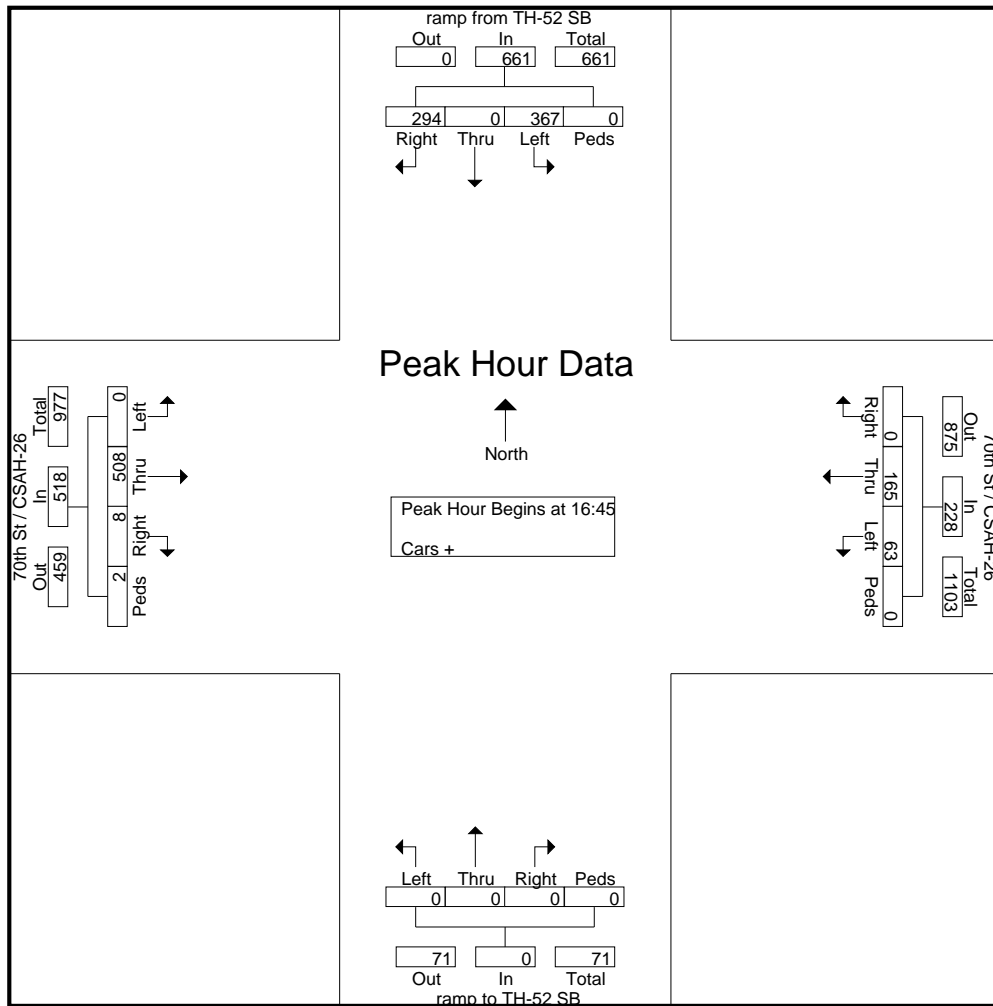 ramp from TH-52 SB
Out In Total
0 661 661
294 0 367 0
Right Thru Left Peds
Peak Hour Data
North
Peak Hour Begins at 16:45
Cars +
70th St / CSAH-26
Out In Total
459 518 977
0 508 8 2
Left Thru Right Peds
Right Thru Left Peds
0 165 63 0
875 228 1103
Out In Total
70th St / CSAH-26
Left Thru Right Peds
0 0 0 0
71 0 71
Out In Total
ramp to TH-52 SB